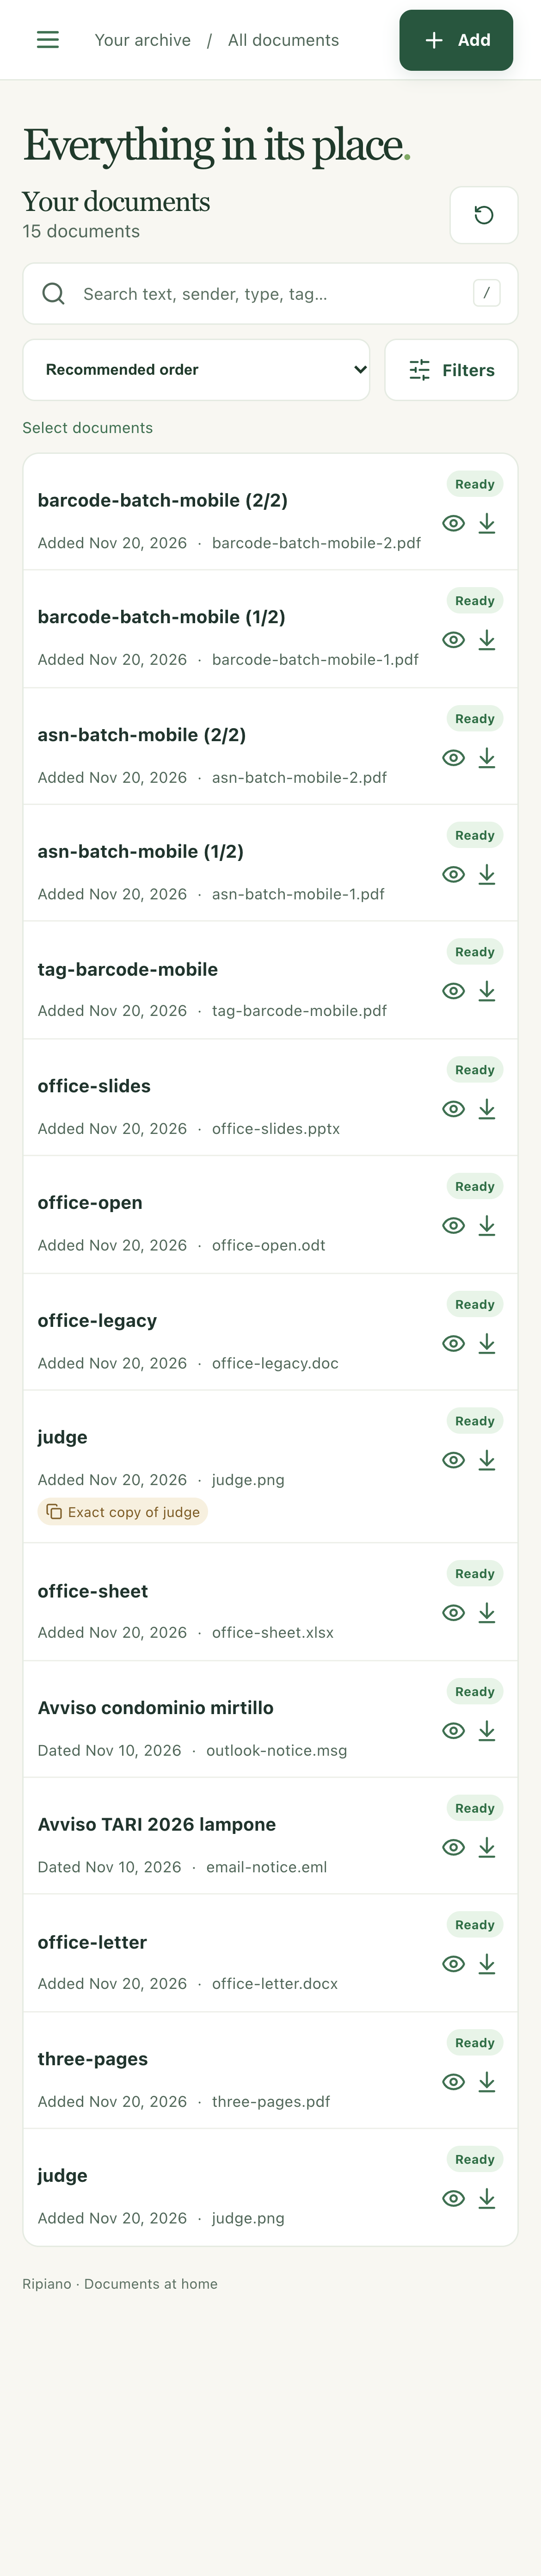 Your archive / All documents
+ Add
Everything in its place.
Your documents
15 documents
Search text, sender, type, tag... /
Recommended order
Filters
Select documents
Ready
barcode-batch-mobile (2/2)
Added Nov 20, 2026 · barcode-batch-mobile-2.pdf
Ready
barcode-batch-mobile (1/2)
Added Nov 20, 2026 · barcode-batch-mobile-1.pdf
Ready
asn-batch-mobile (2/2)
Added Nov 20, 2026 · asn-batch-mobile-2.pdf
Ready
asn-batch-mobile (1/2)
Added Nov 20, 2026 · asn-batch-mobile-1.pdf
Ready
tag-barcode-mobile
Added Nov 20, 2026 · tag-barcode-mobile.pdf
Ready
office-slides
Added Nov 20, 2026 · office-slides.pptx
Ready
office-open
Added Nov 20, 2026 · office-open.odt
Ready
office-legacy
Added Nov 20, 2026 · office-legacy.doc
Ready
judge
Added Nov 20, 2026 · judge.png
Exact copy of judge
Ready
office-sheet
Added Nov 20, 2026 · office-sheet.xlsx
Ready
Avviso condominio mirtillo
Dated Nov 10, 2026 · outlook-notice.msg
Ready
Avviso TARI 2026 lampone
Dated Nov 10, 2026 · email-notice.eml
Ready
office-letter
Added Nov 20, 2026 · office-letter.docx
Ready
three-pages
Added Nov 20, 2026 · three-pages.pdf
Ready
judge
Added Nov 20, 2026 · judge.png
Ripiano · Documents at home